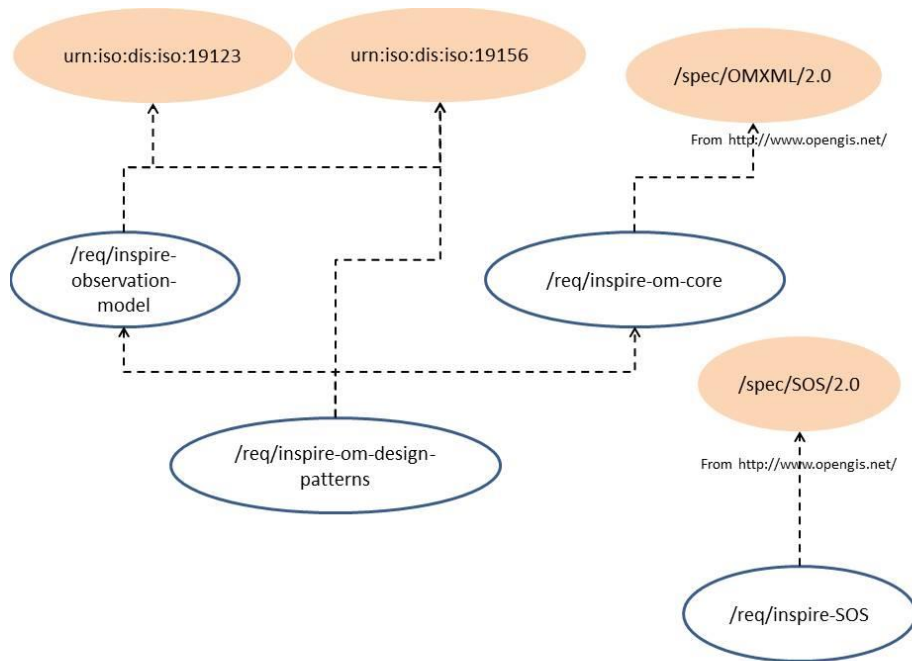 urn:iso:dis:iso:19123
urn:iso:dis:iso:19156
/spec/OMXML/2.0
From http://www.opengis.net/
/req/inspire-
observation-
model
/req/inspire-om-core
/spec/SOS/2.0
/req/inspire-om-design-
patterns
From http://www.opengis.net/
/req/inspire-SOS